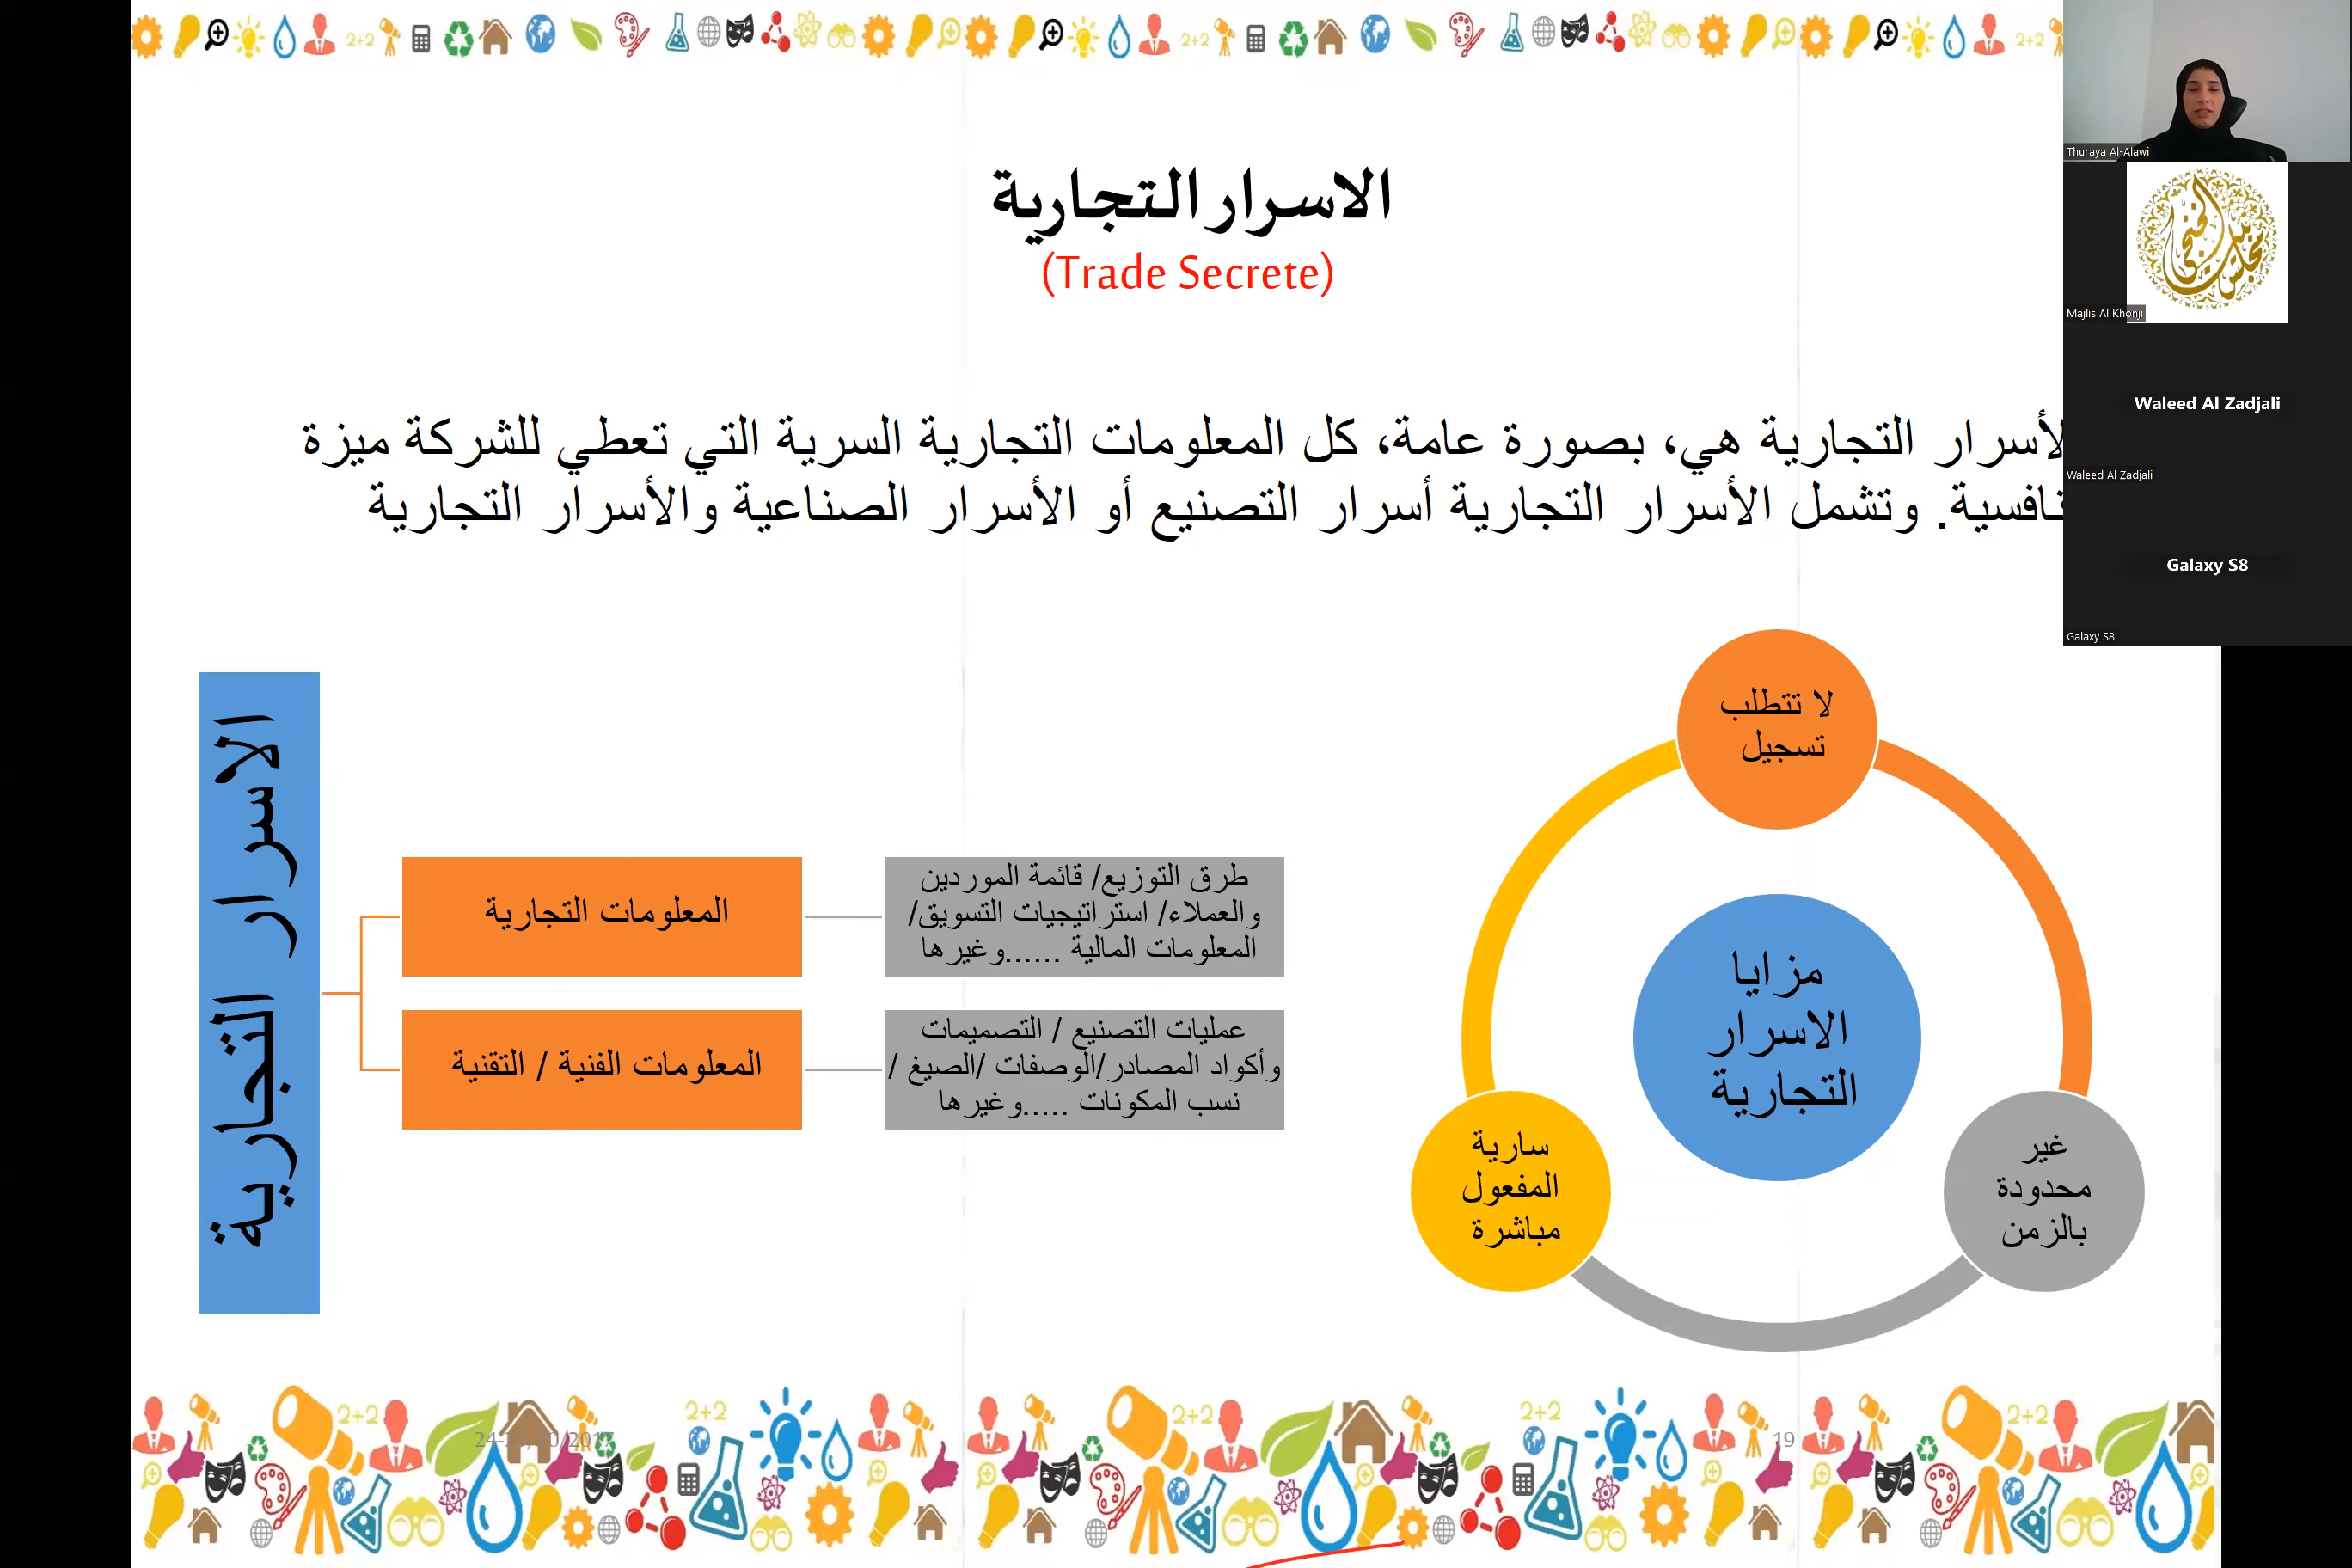 الاسرار التجارية
(Trade Secrete)
لأسرار التجارية هي، بصورة عامة، كل المعلومات التجارية السرية التي تعطي للشركة ميزة
نافسية. وتشمل الأسرار التجارية أسرار التصنيع أو الأسرار الصناعية والأسرار التجارية
لا تتطلب
تسجيل
مزايا
الاسرار
التجارية
غير
محدودة
بالزمن
سارية
المفعول
مباشرة
الاسرار التجارية
المعلومات التجارية
طرق التوزيع/ قائمة الموردين
والعملاء/ استراتيجيات التسويق/
المعلومات المالية ......وغيرها
المعلومات الفنية / التقنية
عمليات التصنيع / التصميمات
وأكواد المصادر/الوصفات /الصيغ /
نسب المكونات .....وغيرها
19
Thuraya Al-Alawi
Majlis Al Khonji
Waleed Al Zadjali
Waleed Al Zadjali
Galaxy S8
Galaxy S8